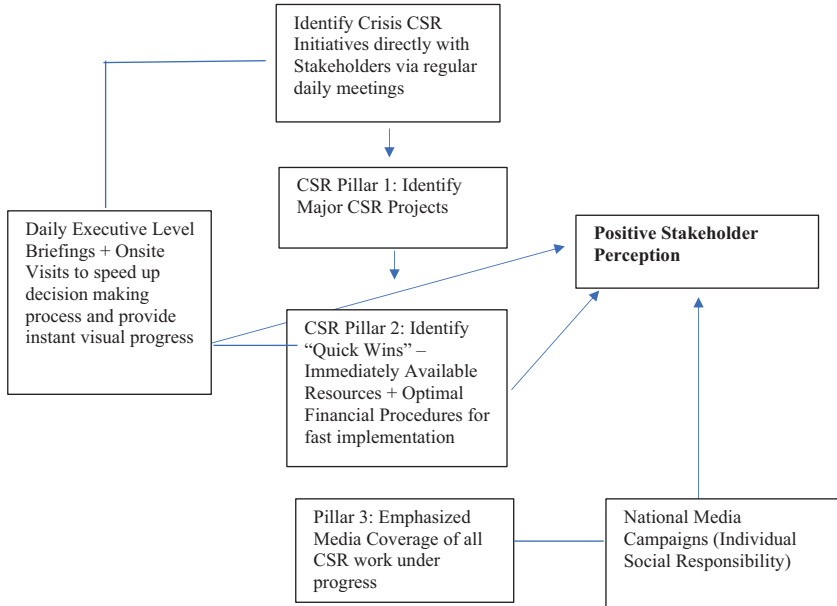 Identify Crisis CSR
Initiatives directly with
Stakeholders via regular
daily meetings
CSR Pillar 1: Identify
Major CSR Projects
Daily Executive Level
Briefings + Onsite
Visits to speed up
decision making
process and provide
instant visual progress
Positive Stakeholder
Perception
CSR Pillar 2: Identify
“Quick Wins” –
Immediately Available
Resources + Optimal
Financial Procedures for
fast implementation
Pillar 3: Emphasized
Media Coverage of all
CSR work under
progress
National Media
Campaigns (Individual
Social Responsibility)